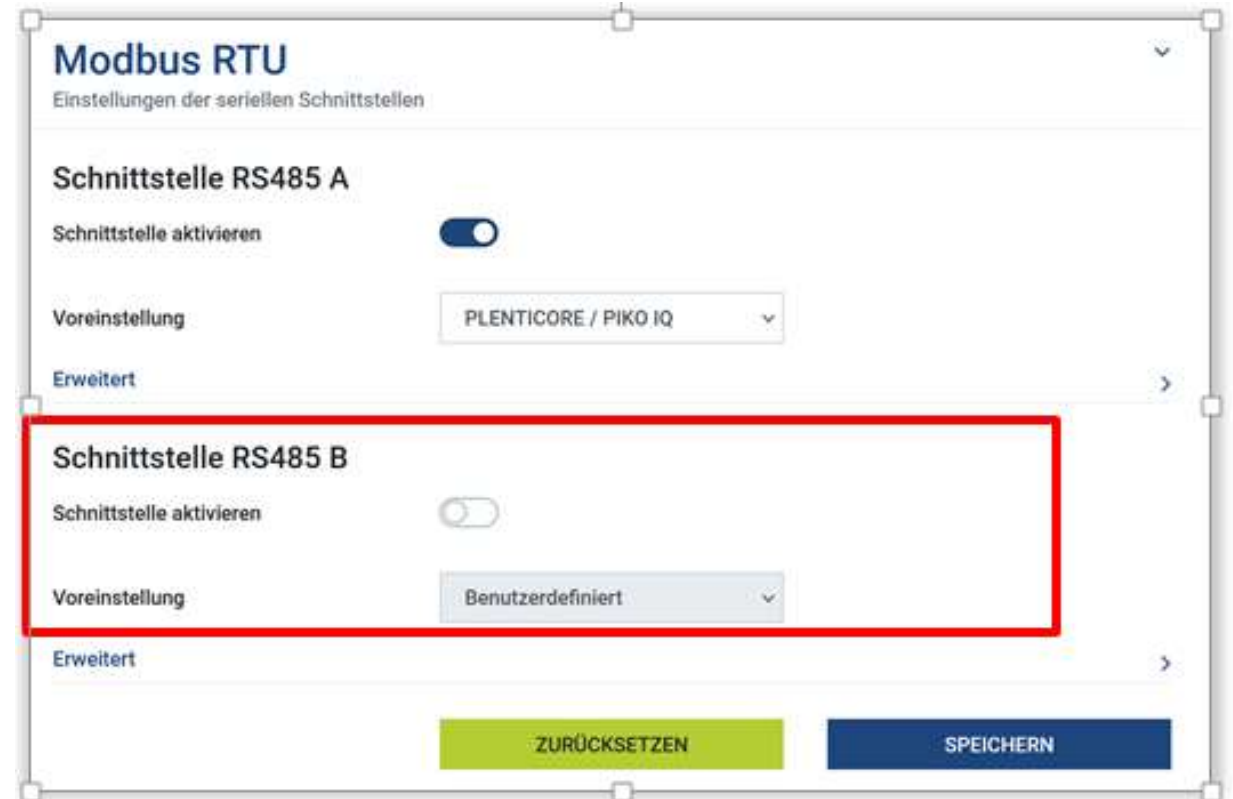 Modbus RTU
Einstellungen der seriellen Schnittstellen
Schnittstelle RS485 A
Schnittstelle aktivieren
Voreinstellung PLENTICORE / PIKO IQ
Erweitert
Schnittstelle RS485 B
Schnittstelle aktivieren
Voreinstellung Benutzerdefiniert
Erweitert
ZURÜCKSETZEN SPEICHERN